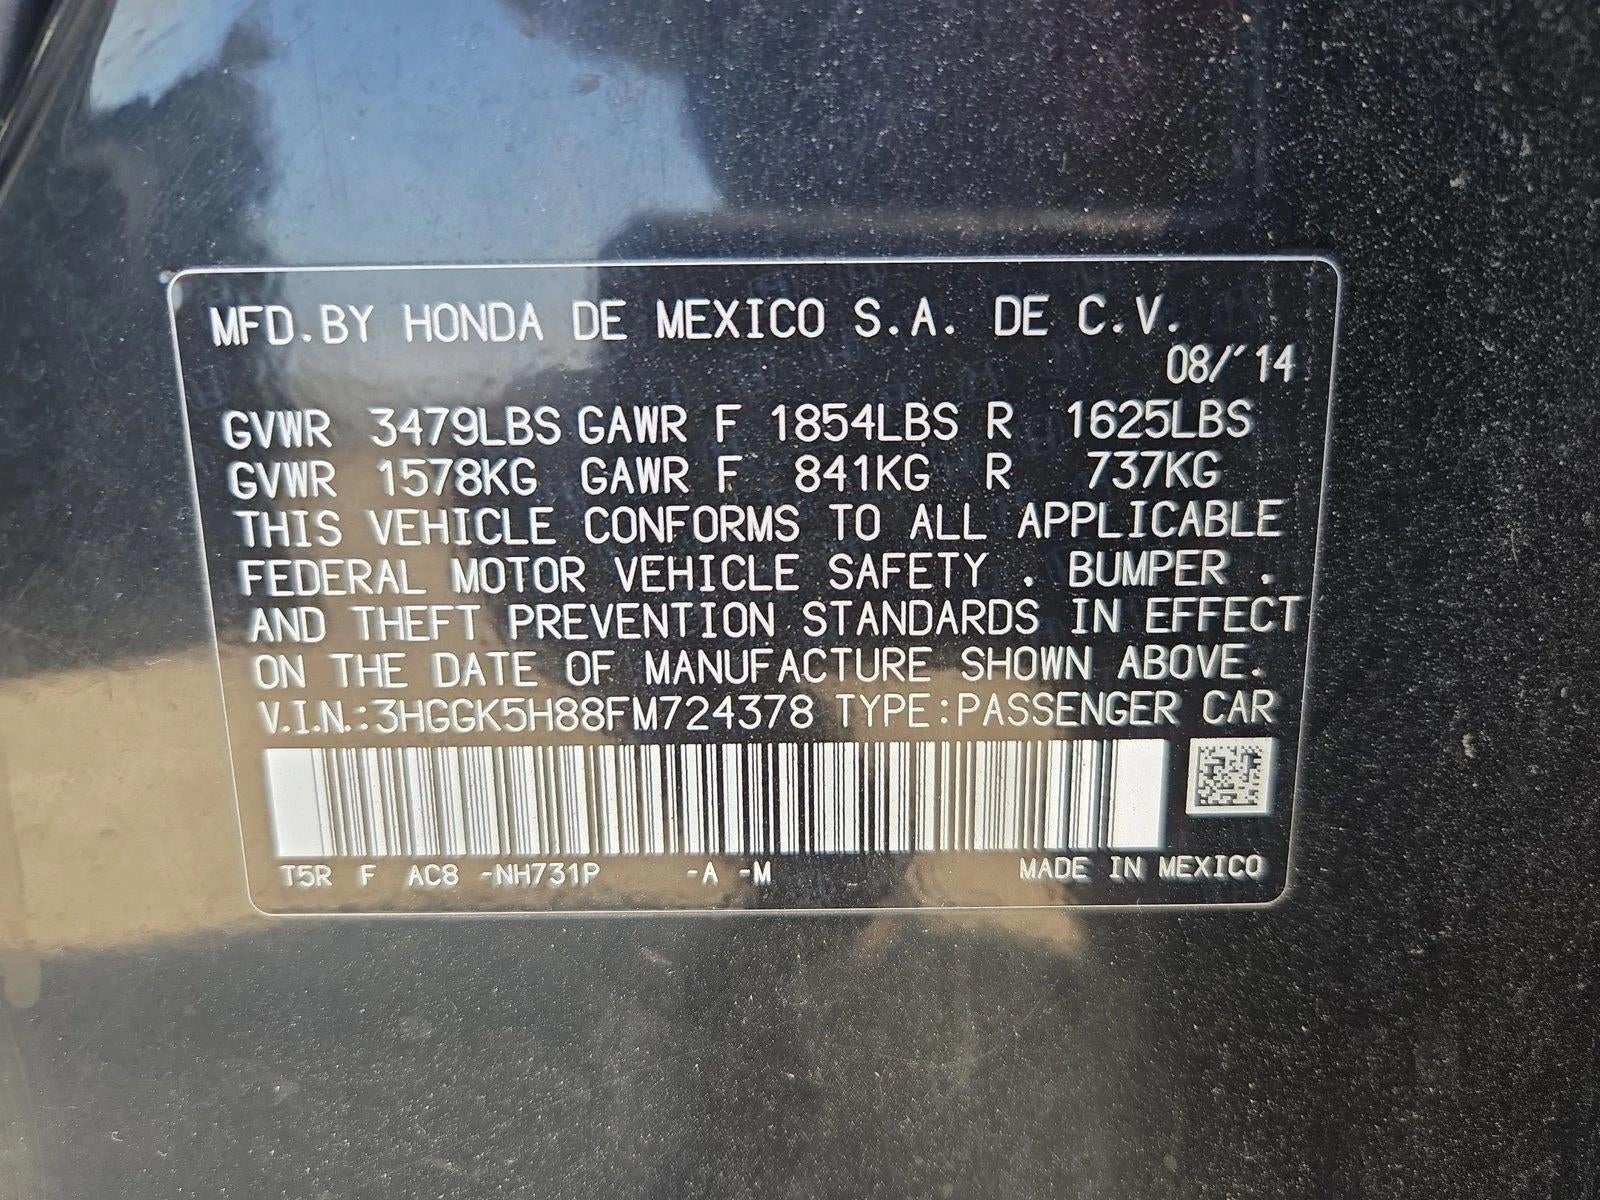 MFD.BY HONDA DE MEXICO S.A. DE C.V.
08/´14
GVWR 3479LBS GAWR F 1854LBS R 1625LBS
GVWR 1578KG GAWR F 841KG R 737KG
THIS VEHICLE CONFORMS TO ALL APPLICABLE
FEDERAL MOTOR VEHICLE SAFETY . BUMPER .
AND THEFT PREVENTION STANDARDS IN EFFECT
ON THE DATE OF MANUFACTURE SHOWN ABOVE.
V.I.N.:3HGGK5H88FM724378 TYPE:PASSENGER CAR
T5R F AC8 -NH731P -A -M MADE IN MEXICO